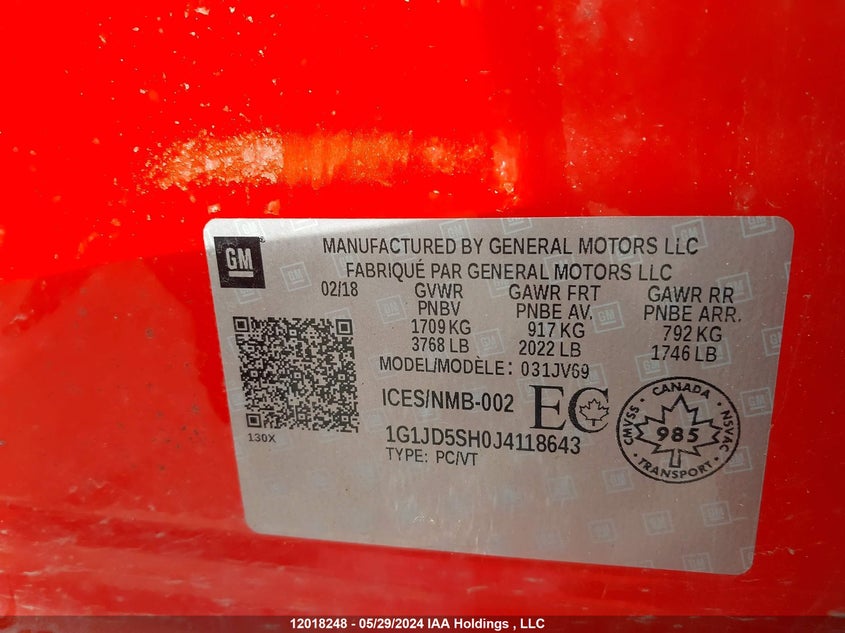 GM
MANUFACTURED BY GENERAL MOTORS LLC
FABRIQUÉ PAR GENERAL MOTORS LLC
02/18 GVWR GAWR FRT GAWR RR
PNBV PNBE AV. PNBE ARR.
1709 KG 917 KG 792 KG
3768 LB 2022 LB 1746 LB
MODEL/MODÈLE: 031JV69
ICES/NMB-002 EC
130X
1G1JD5SH0J4118643
TYPE: PC/VT
CANADA
CMVSS 985 NSVAC
TRANSPORT
12018248 - 05/29/2024 IAA Holdings , LLC